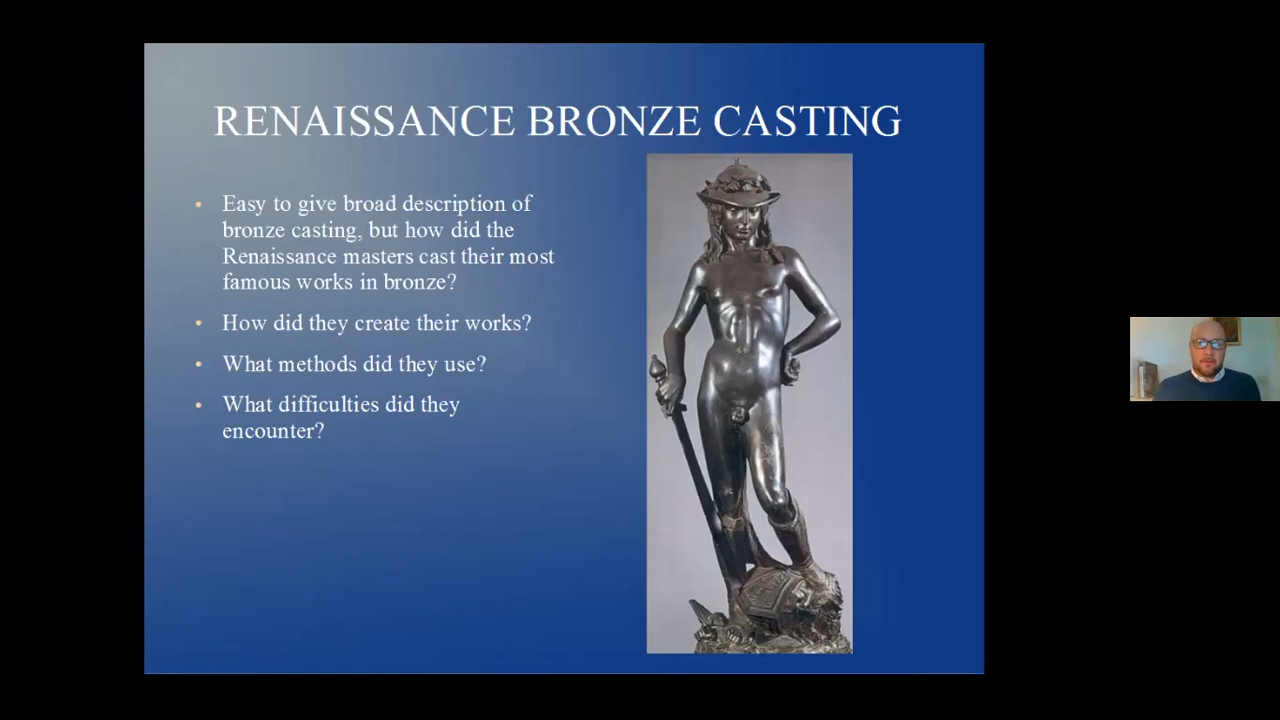 RENAISSANCE BRONZE CASTING
• Easy to give broad description of
bronze casting, but how did the
Renaissance masters cast their most
famous works in bronze?
• How did they create their works?
• What methods did they use?
• What difficulties did they
encounter?